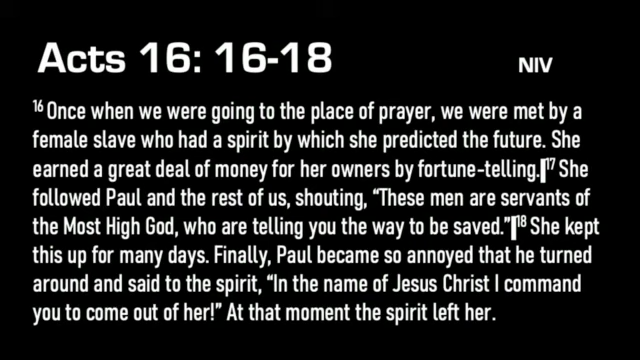 Acts 16: 16-18 NIV
16 Once when we were going to the place of prayer, we were met by a
female slave who had a spirit by which she predicted the future. She
earned a great deal of money for her owners by fortune-telling. 17 She
followed Paul and the rest of us, shouting, “These men are servants of
the Most High God, who are telling you the way to be saved.” 18 She kept
this up for many days. Finally, Paul became so annoyed that he turned
around and said to the spirit, “In the name of Jesus Christ I command
you to come out of her!” At that moment the spirit left her.